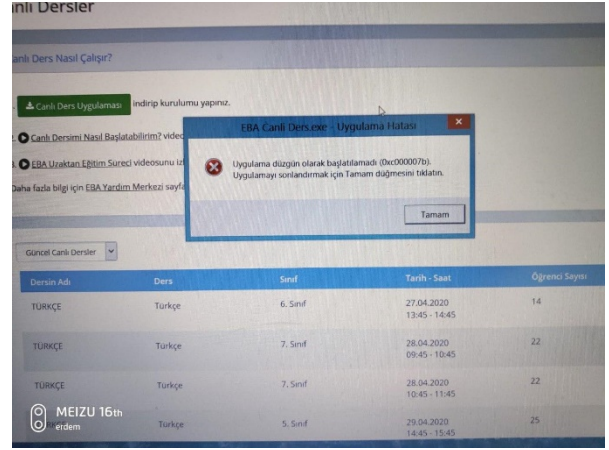 nlı Dersler
anlı Ders Nasıl Çalışır?
Canlı Ders Uygulaması indirip kurulumu yapınız.
Canlı Dersimi Nasıl Başlatabilirim? videc
EBA Uzaktan Eğitim Süreci videosunu iz
Daha fazla bilgi için EBA Yardım Merkezi sayfa
EBA Canli Ders.exe - Uygulama Hatası
Uygulama düzgün olarak başlatılamadı (0xc000007b).
Uygulamayı sonlandırmak için Tamam düğmesini tıklatın.
Tamam
Güncel Canlı Dersler
Dersin Adı Ders Sınıf Tarih - Saat Öğrenci Sayısı
TÜRKÇE Türkçe 6. Sınıf 27.04.2020 14
13:45 - 14:45
TÜRKÇE Türkçe 7. Sınıf 28.04.2020 22
09:45 - 10:45
TÜRKÇE Türkçe 7. Sınıf 28.04.2020 22
10:45 - 11:45
Türkçe 5. Sınıf 29.04.2020 25
14:45 - 15:45
MEIZU 16th
erdem